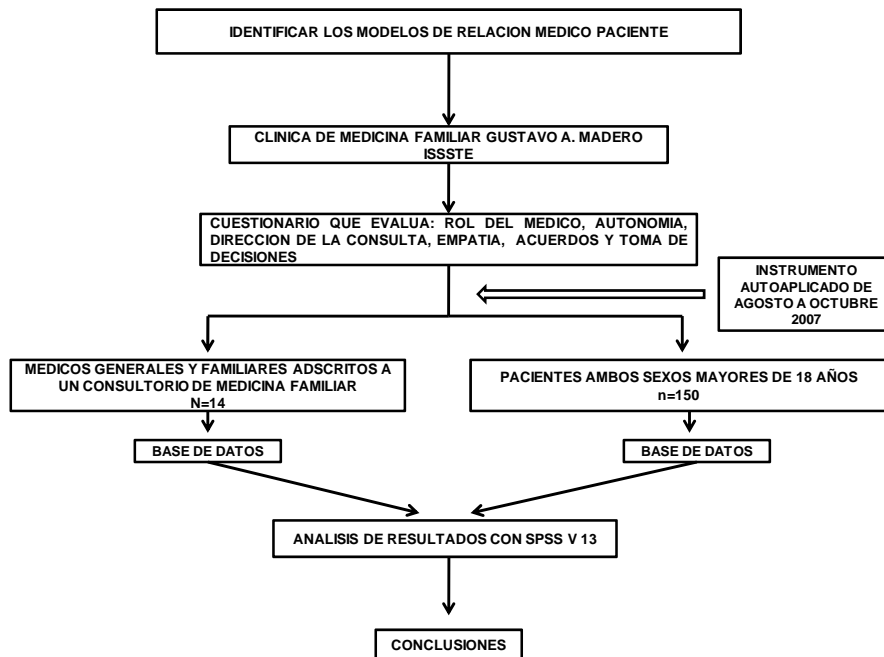 IDENTIFICAR LOS MODELOS DE RELACION MEDICO PACIENTE
CLINICA DE MEDICINA FAMILIAR GUSTAVO A. MADERO
ISSSTE
CUESTIONARIO QUE EVALUA: ROL DEL MEDICO, AUTONOMIA,
DIRECCION DE LA CONSULTA, EMPATIA, ACUERDOS Y TOMA DE
DECISIONES
INSTRUMENTO
AUTOAPLICADO DE
AGOSTO A OCTUBRE
2007
MEDICOS GENERALES Y FAMILIARES ADSCRITOS A
UN CONSULTORIO DE MEDICINA FAMILIAR
N=14
PACIENTES AMBOS SEXOS MAYORES DE 18 AÑOS
n=150
BASE DE DATOS
BASE DE DATOS
ANALISIS DE RESULTADOS CON SPSS V 13
CONCLUSIONES